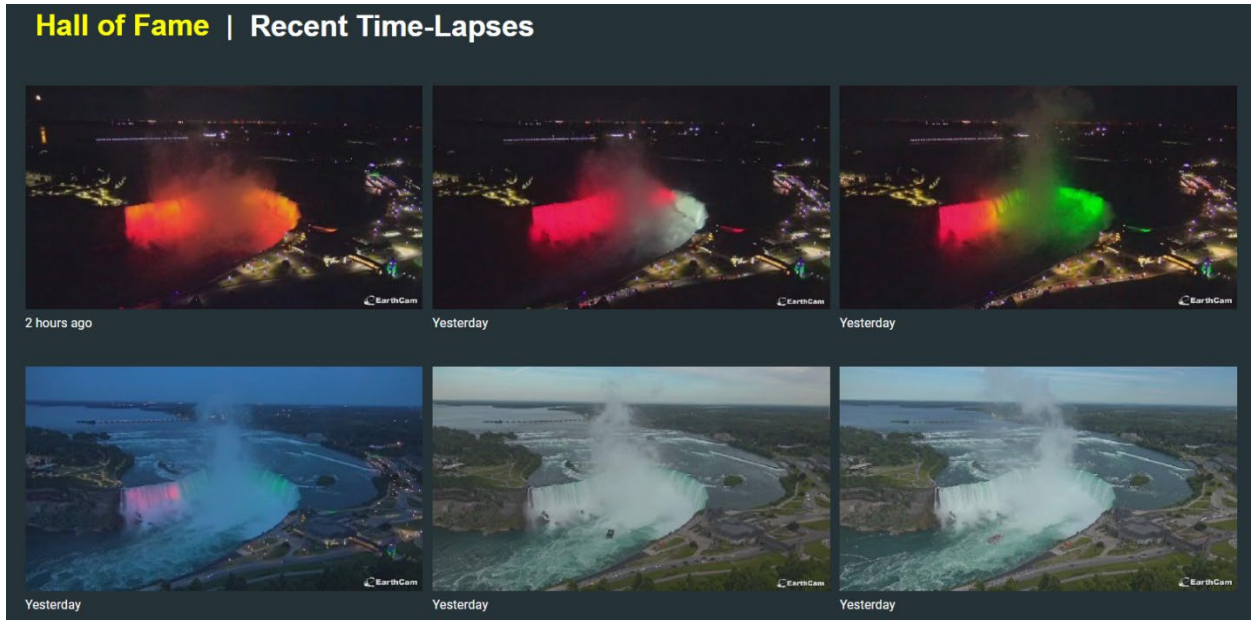 Hall of Fame | Recent Time-Lapses
EarthCam
EarthCam
EarthCam
2 hours ago
Yesterday
Yesterday
EarthCam
EarthCam
EarthCam
Yesterday
Yesterday
Yesterday